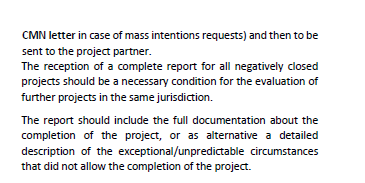 CMN letter in case of mass intentions requests) and then to be
sent to the project partner.
The reception of a complete report for all negatively closed
projects should be a necessary condition for the evaluation of
further projects in the same jurisdiction.
The report should include the full documentation about the
completion of the project, or as alternative a detailed
description of the exceptional/unpredictable circumstances
that did not allow the completion of the project.